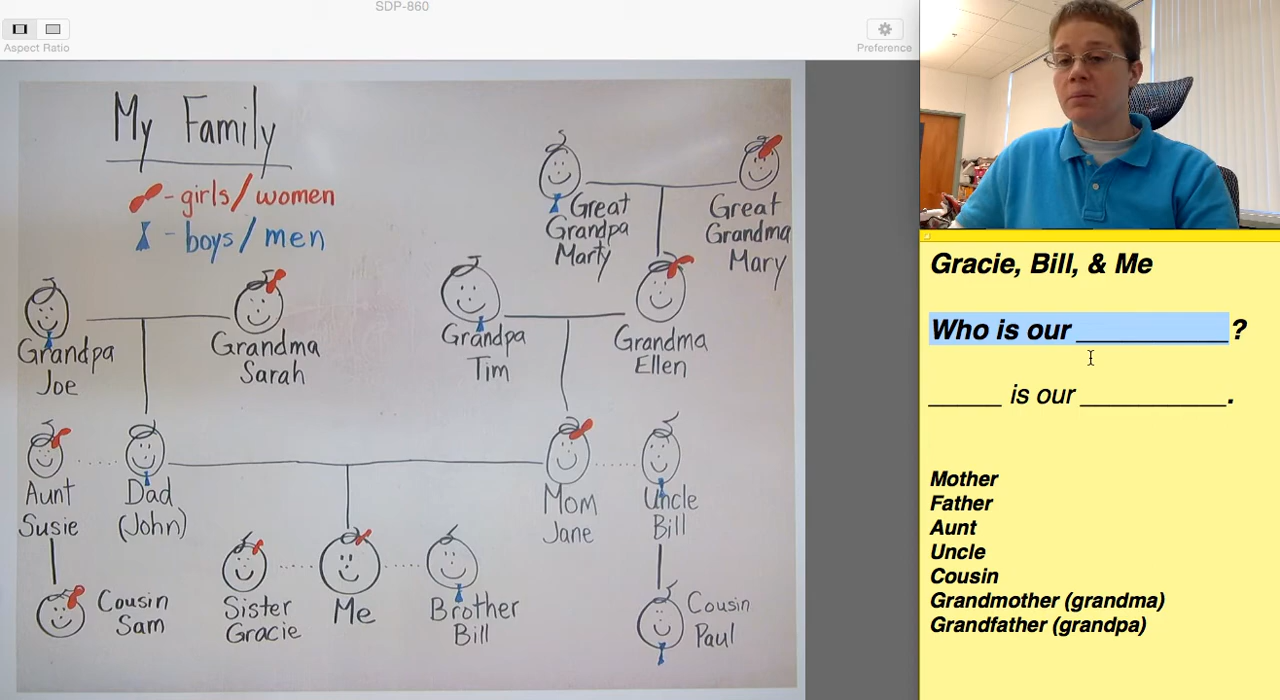 SDP-860
Aspect Ratio
Preference
My Family
- girls/women
- boys/men
Great
Grandpa
Marty
Great
Grandma
Mary
Grandpa
Joe
Grandma
Sarah
Grandpa
Tim
Grandma
Ellen
Aunt
Susie
Dad
(John)
Mom
Jane
Uncle
Bill
Cousin
Sam
Sister
Gracie
Me
Brother
Bill
Cousin
Paul
Gracie, Bill, & Me
Who is our __________?
_____ is our __________.
Mother
Father
Aunt
Uncle
Cousin
Grandmother (grandma)
Grandfather (grandpa)